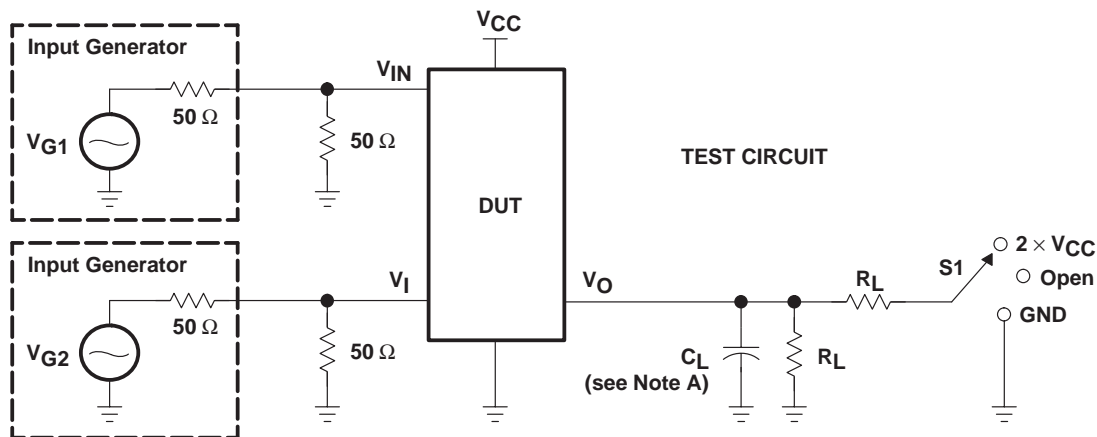 VCC
Input Generator
VIN
50 Ω
VG1
50 Ω
TEST CIRCUIT
DUT
Input Generator
2 × VCC
S1
Open
VI
VO
RL
50 Ω
GND
VG2
50 Ω
CL
(see Note A)
RL